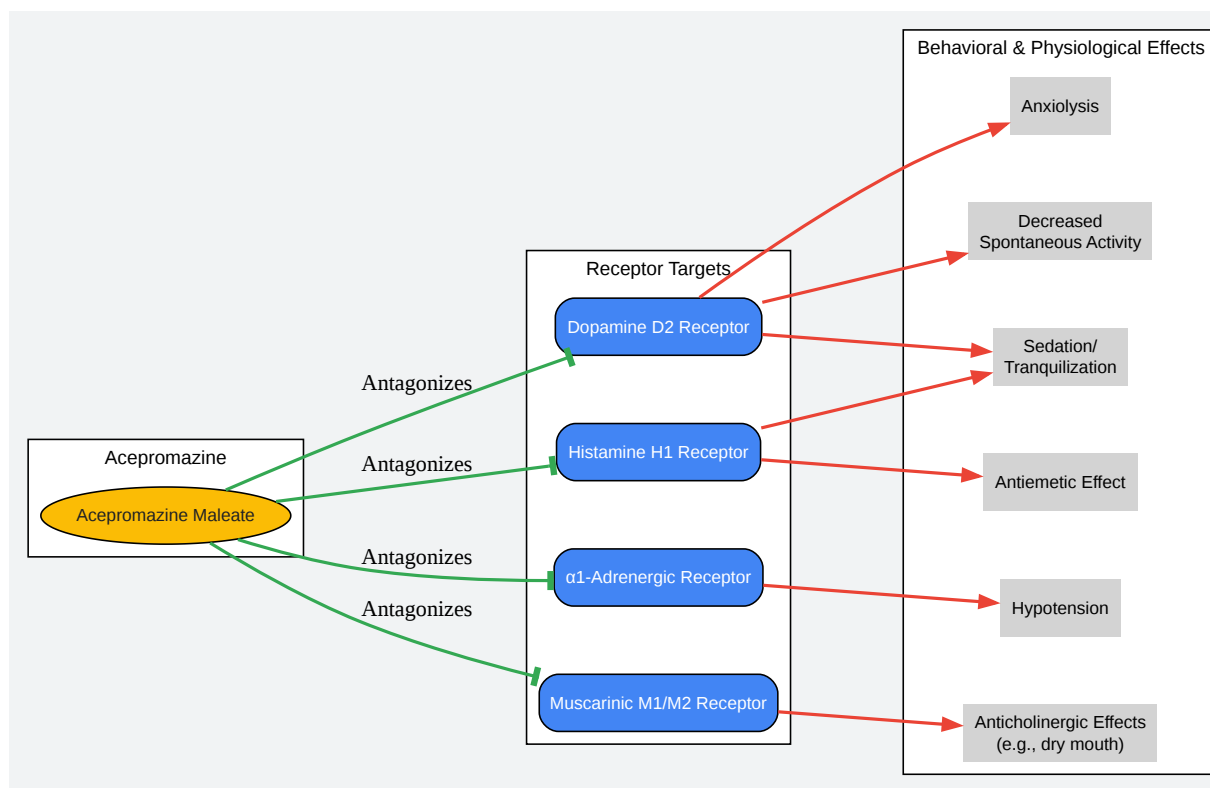 Behavioral & Physiological Effects
Anxiolysis
Decreased
Spontaneous Activity
Receptor Targets
Dopamine D2 Receptor
Sedation/
Tranquilization
Antagonizes
Acepromazine
Antagonizes
Histamine H1 Receptor
Antiemetic Effect
Acepromazine Maleate
Antagonizes
α1-Adrenergic Receptor
Hypotension
Antagonizes
Muscarinic M1/M2 Receptor
Anticholinergic Effects
(e.g., dry mouth)